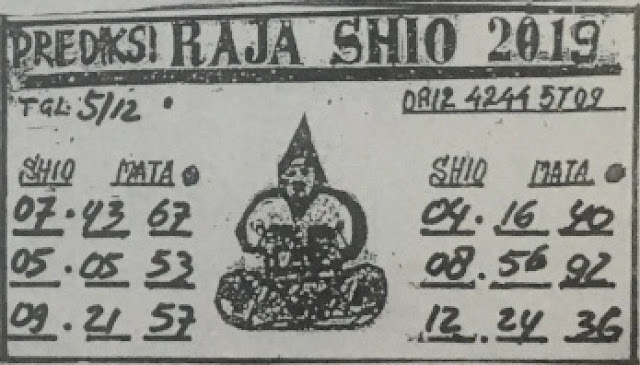 PREDIKSI RAJA SHIO 2019
TGL: 5/12
0812 4244 5709
SHIO MATA
07 . 43 67
05 . 05 53
09 . 21 57
SHIO MATA
04 . 16 40
08 . 56 92
12 . 24 36